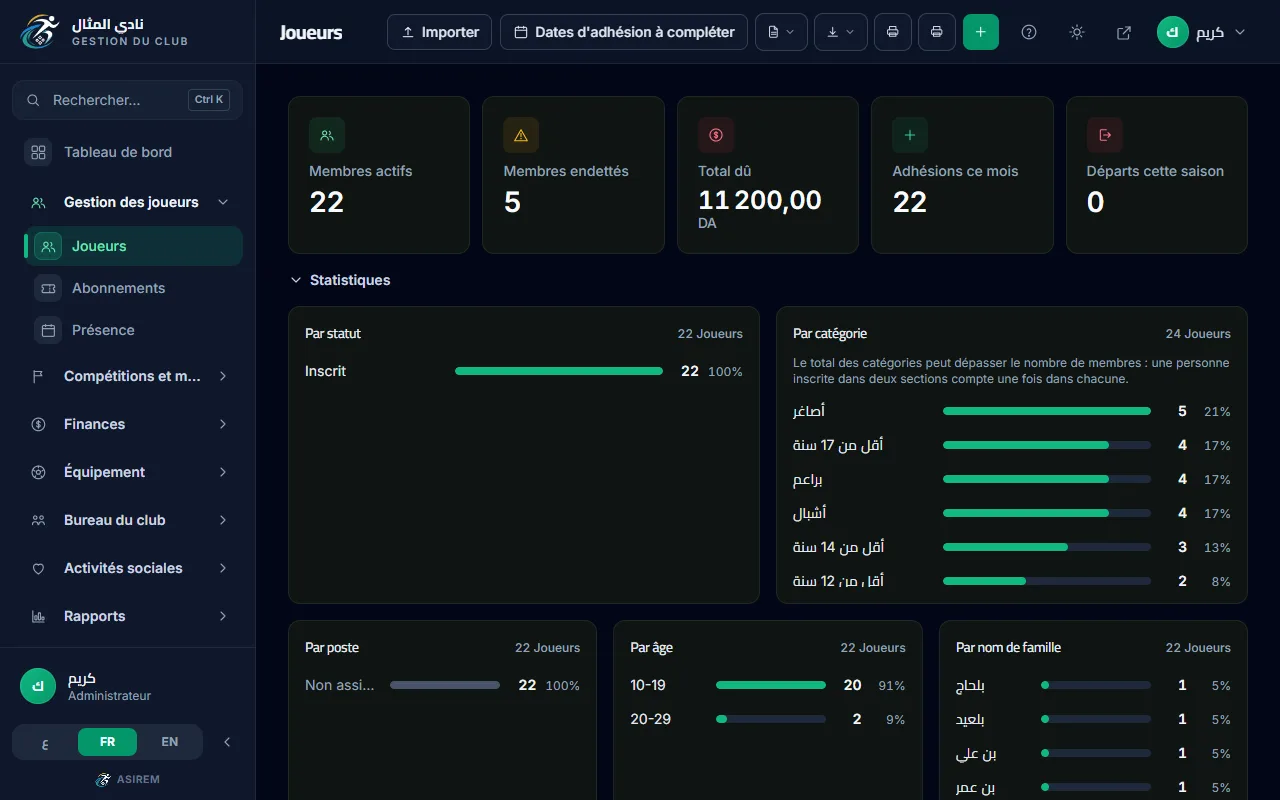 نادي المثال
GESTION DU CLUB
Rechercher...
Ctrl K
Tableau de bord
Gestion des joueurs
Joueurs
Abonnements
Présence
Compétitions et m...
Finances
Équipement
Bureau du club
Activités sociales
Rapports
ك
كريم
Administrateur
ع
FR
EN
ASIREM
Joueurs
Importer
Dates d'adhésion à compléter
ك
كريم
Membres actifs
22
Membres endettés
5
Total dû
11 200,00
DA
Adhésions ce mois
22
Départs cette saison
0
Statistiques
Par statut
22 Joueurs
Inscrit
22
100%
Par catégorie
24 Joueurs
Le total des catégories peut dépasser le nombre de membres : une personne
inscrite dans deux sections compte une fois dans chacune.
أصاغر
5
21%
أقل من 17 سنة
4
17%
براعم
4
17%
أشبال
4
17%
أقل من 14 سنة
3
13%
أقل من 12 سنة
2
8%
Par poste
22 Joueurs
Non assi...
22
100%
Par âge
22 Joueurs
10-19
20
91%
20-29
2
9%
Par nom de famille
22 Joueurs
بلحاج
1
5%
بلعيد
1
5%
بن علي
1
5%
بن عمر
1
5%